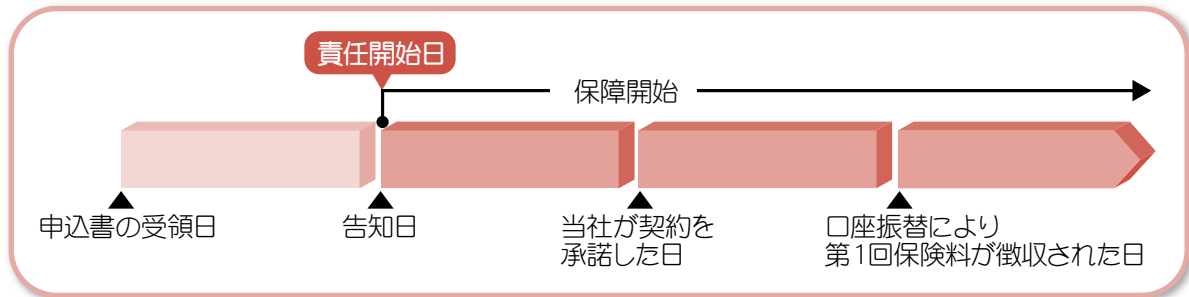 責任開始日
保障開始
申込書の受領日
告知日
当社が契約を
承諾した日
口座振替により
第1回保険料が徴収された日